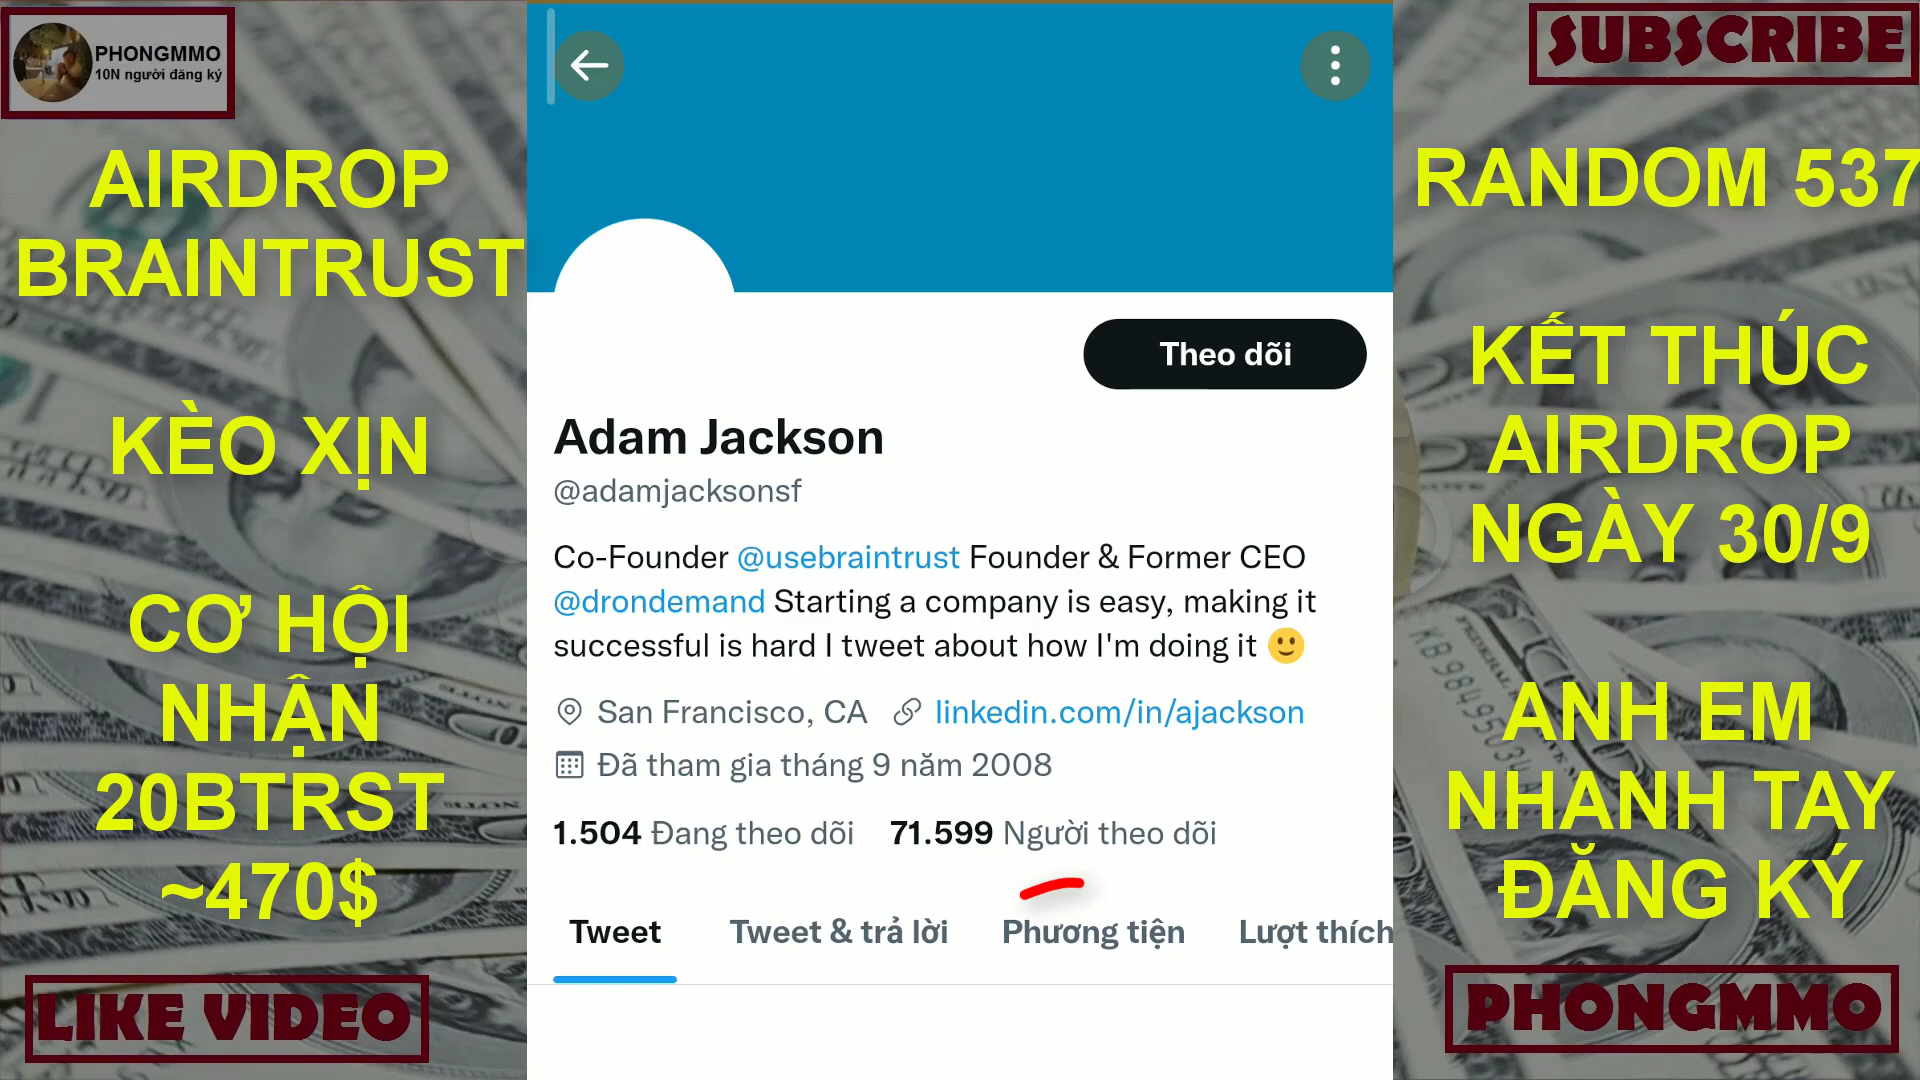 PHONGMMO
10N người đăng ký
AIRDROP
BRAINTRUST
KÈO XỊN
CƠ HỘI
NHẬN
20BTRST
~470$
LIKE VIDEO
Theo dõi
Adam Jackson
@adamjacksonsf
Co-Founder @usebraintrust Founder & Former CEO
@drondemand Starting a company is easy, making it
successful is hard I tweet about how I'm doing it 🙂
San Francisco, CA linkedin.com/in/ajackson
Đã tham gia tháng 9 năm 2008
1.504 Đang theo dõi 71.599 Người theo dõi
Tweet Tweet & trả lời Phương tiện Lượt thích
SUBSCRIBE
RANDOM 537
KẾT THÚC
AIRDROP
NGÀY 30/9
ANH EM
NHANH TAY
ĐĂNG KÝ
PHONGMMO